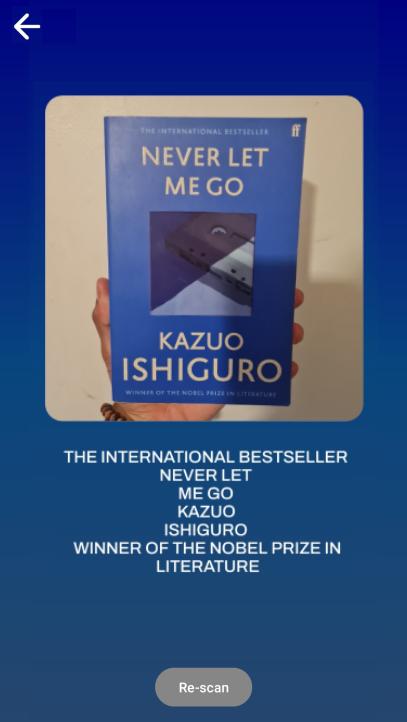 THE INTERNATIONAL BESTSELLER
ff
NEVER LET
ME GO
KAZUO
ISHIGURO
WINNER OF THE NOBEL PRIZE IN LITERATURE
THE INTERNATIONAL BESTSELLER
NEVER LET
ME GO
KAZUO
ISHIGURO
WINNER OF THE NOBEL PRIZE IN
LITERATURE
Re-scan